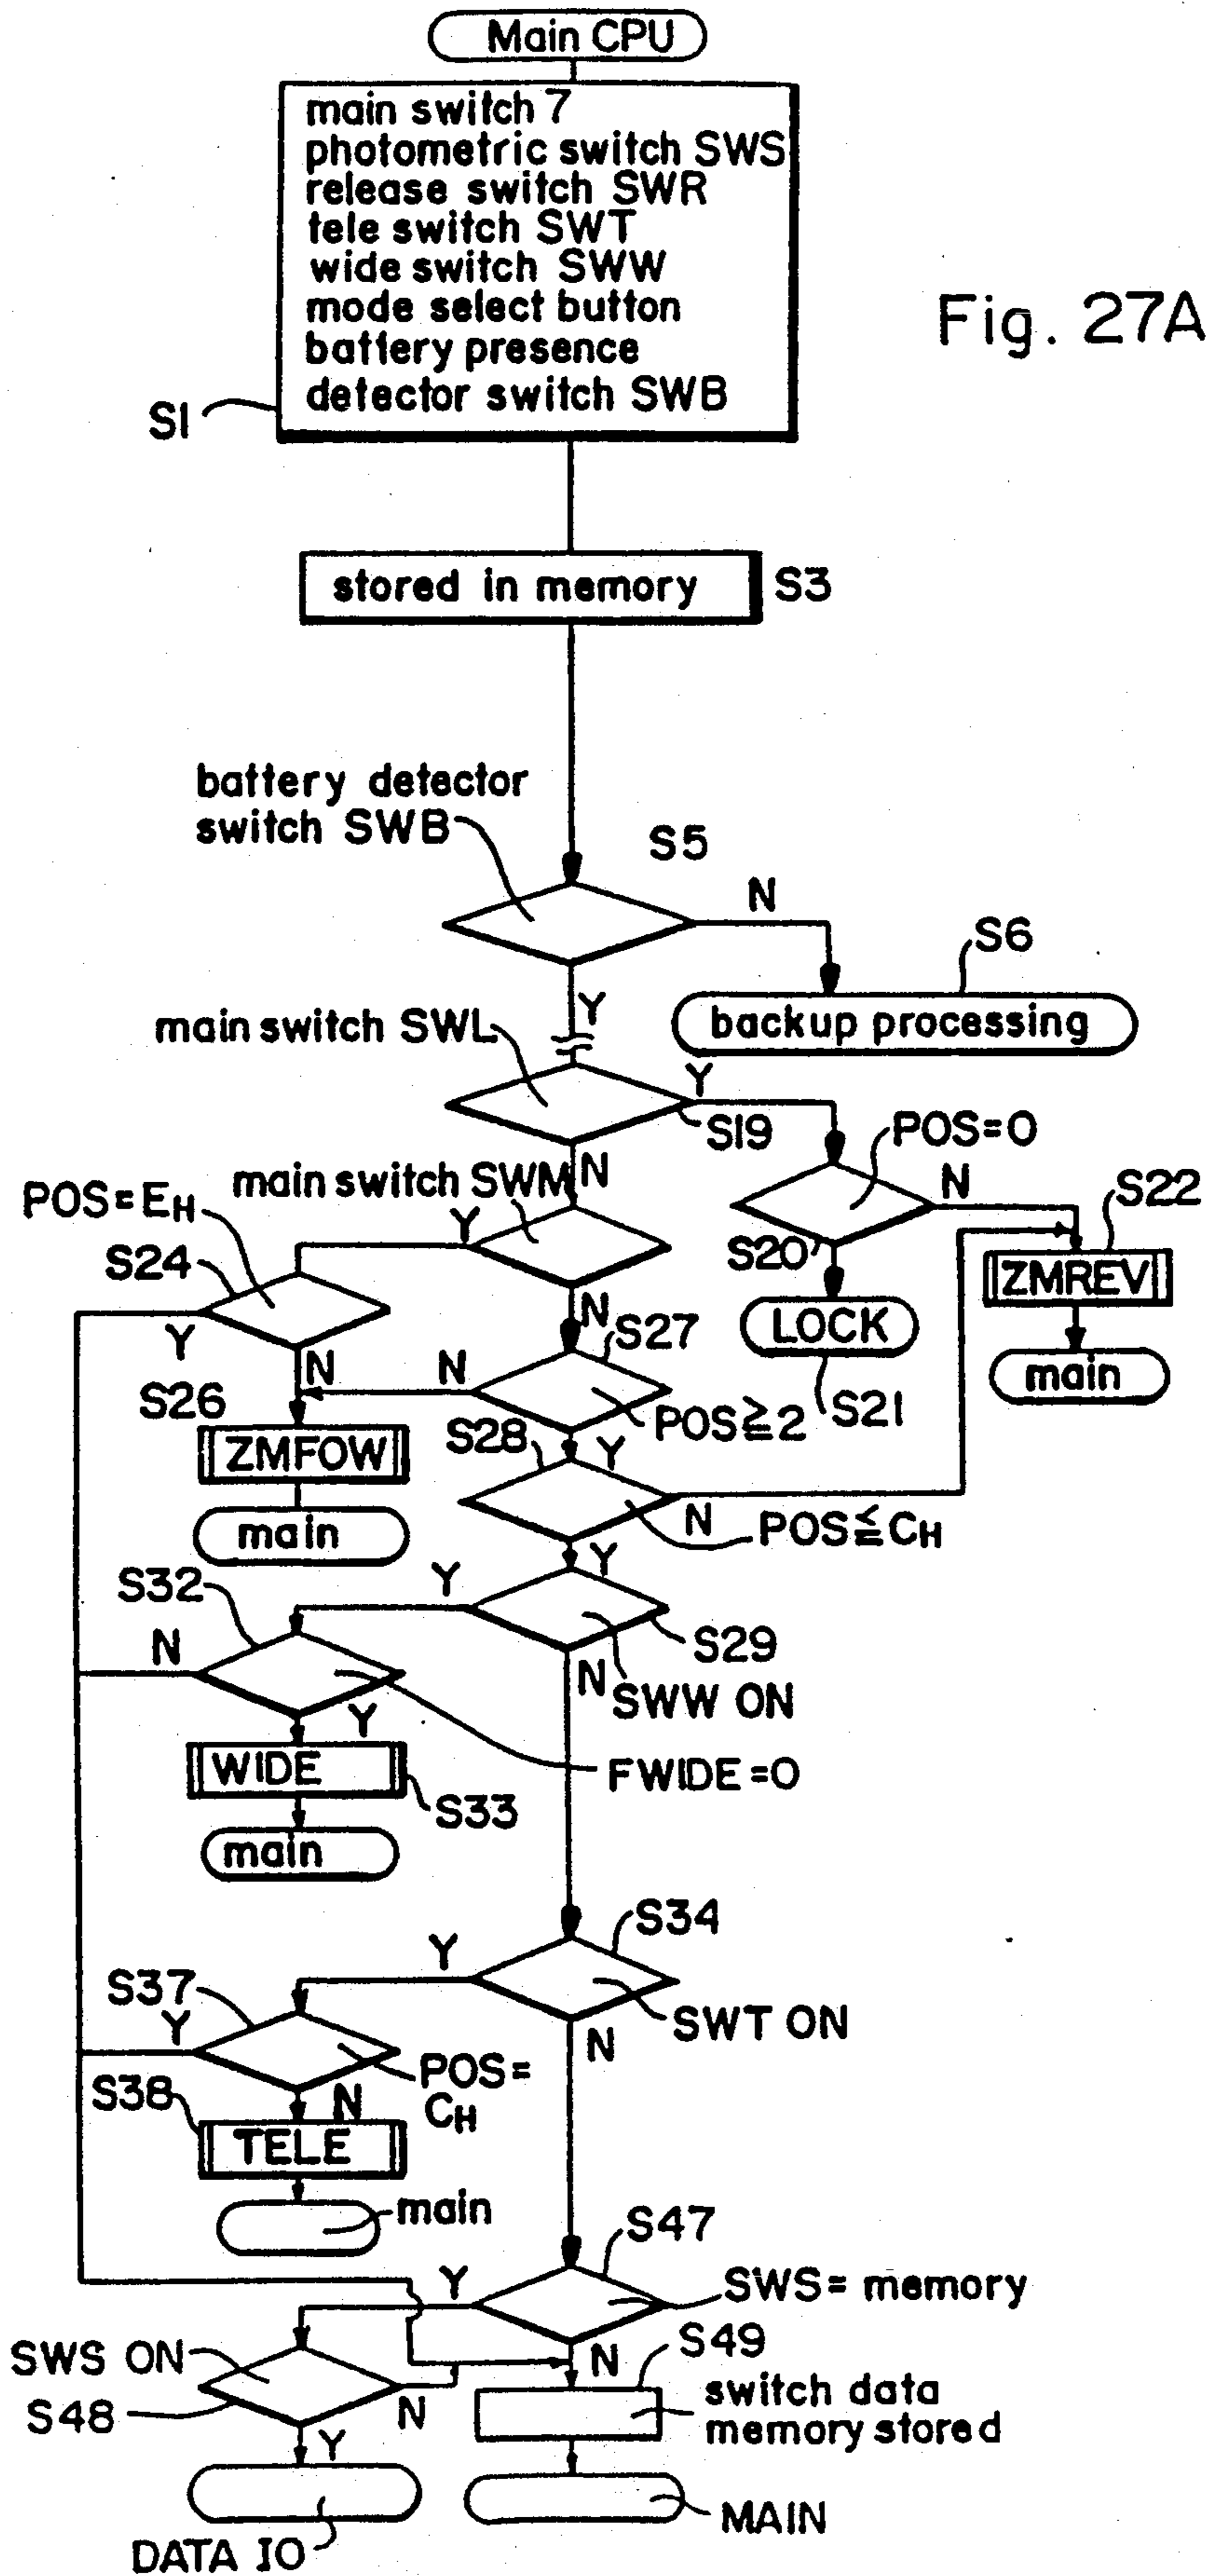 Main CPU
main switch 7
photometric switch SWS
release switch SWR
tele switch SWT
wide switch SWW
mode select button
battery presence
detector switch SWB
S1
Fig. 27A
stored in memory
S3
battery detector
switch SWB
S5
N
S6
Y
backup processing
main switch SWL
Y
S19
POS=0
N
main switch SWM
N
S22
POS=EH
Y
S24
S20
ZMREV
N
S27
LOCK
Y
N
N
main
S26
POS≧2
S21
ZMFOW
S28
Y
N
POS≦CH
main
Y
Y
S32
S29
N
N
SWW ON
Y
WIDE
FWIDE=0
S33
main
S34
Y
S37
SWT ON
Y
N
POS=
CH
S38
N
TELE
main
S47
Y
SWS= memory
SWS ON
S49
N
N
switch data
memory stored
S48
Y
MAIN
DATA IO